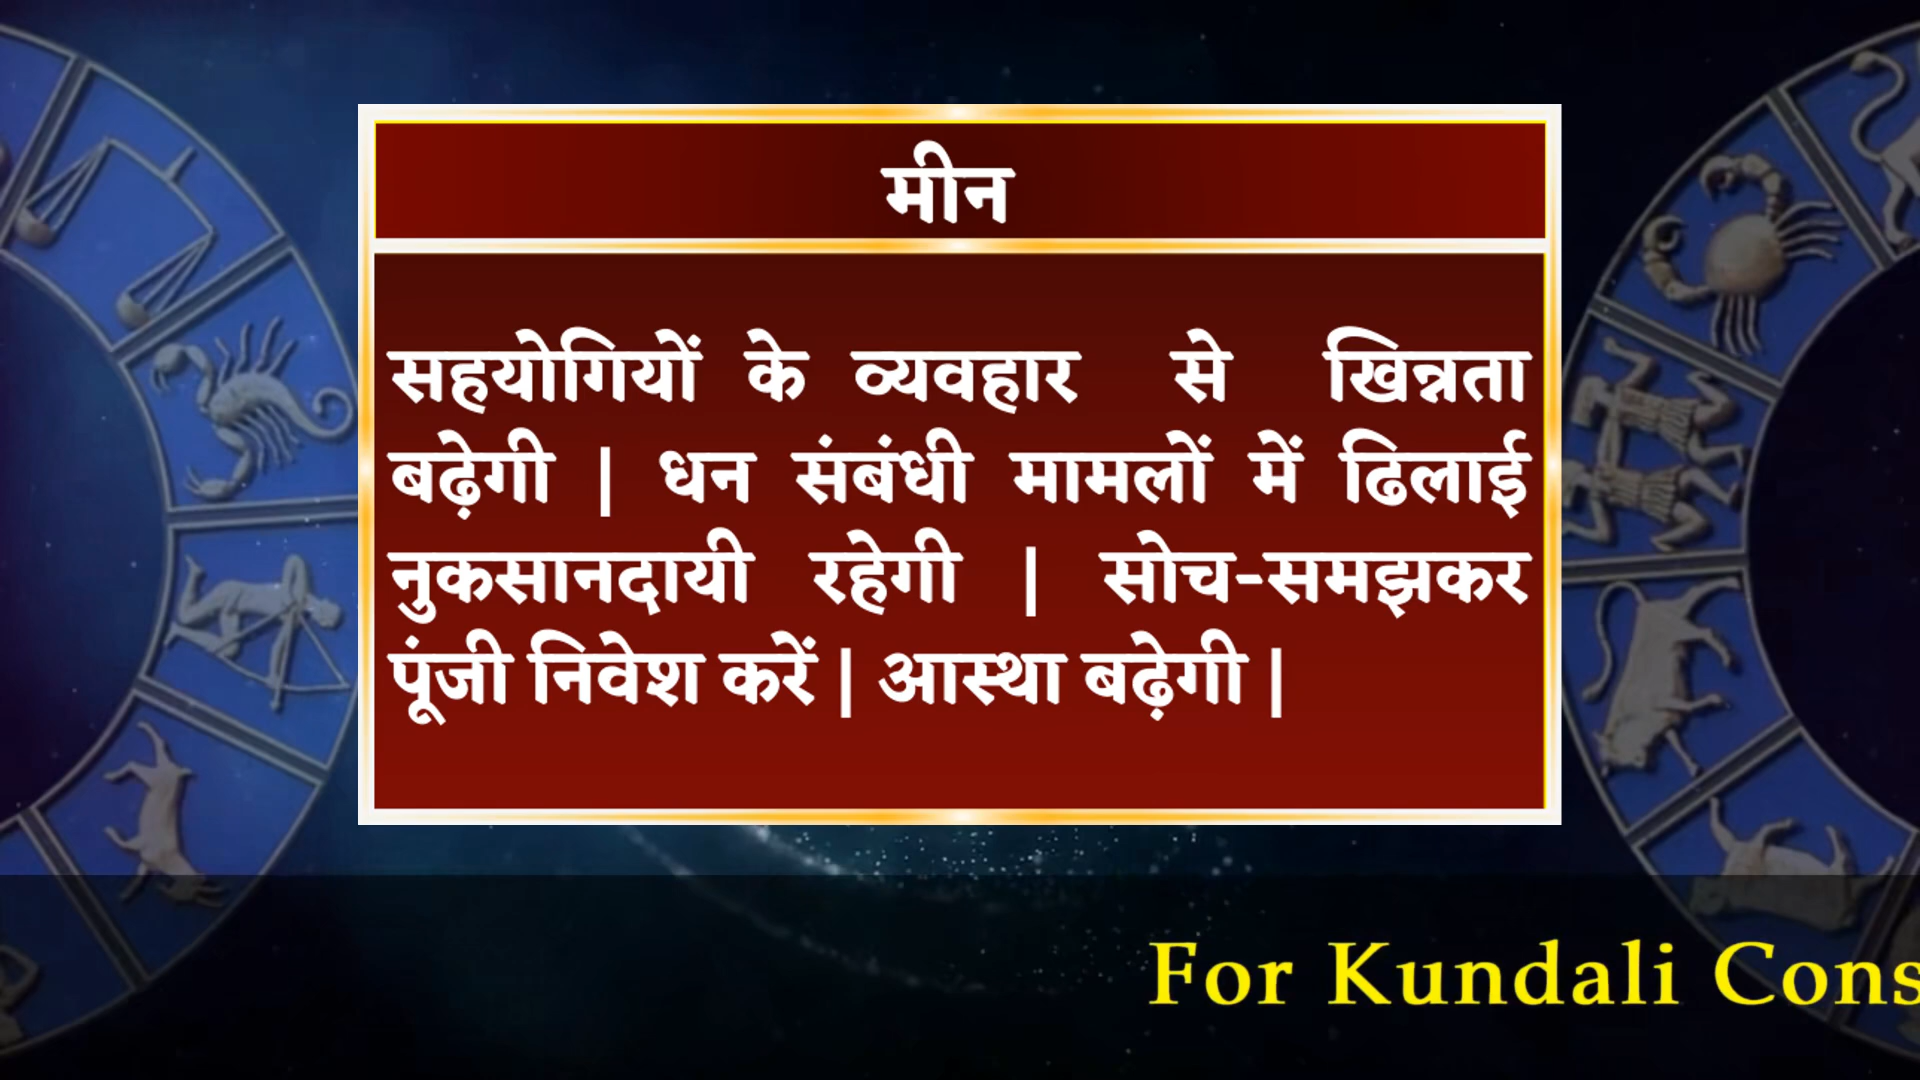 मीन
सहयोगियों के व्यवहार से खिन्नता
बढ़ेगी | धन संबंधी मामलों में ढिलाई
नुकसानदायी रहेगी | सोच-समझकर
पूंजी निवेश करें | आस्था बढ़ेगी |
For Kundali Cons